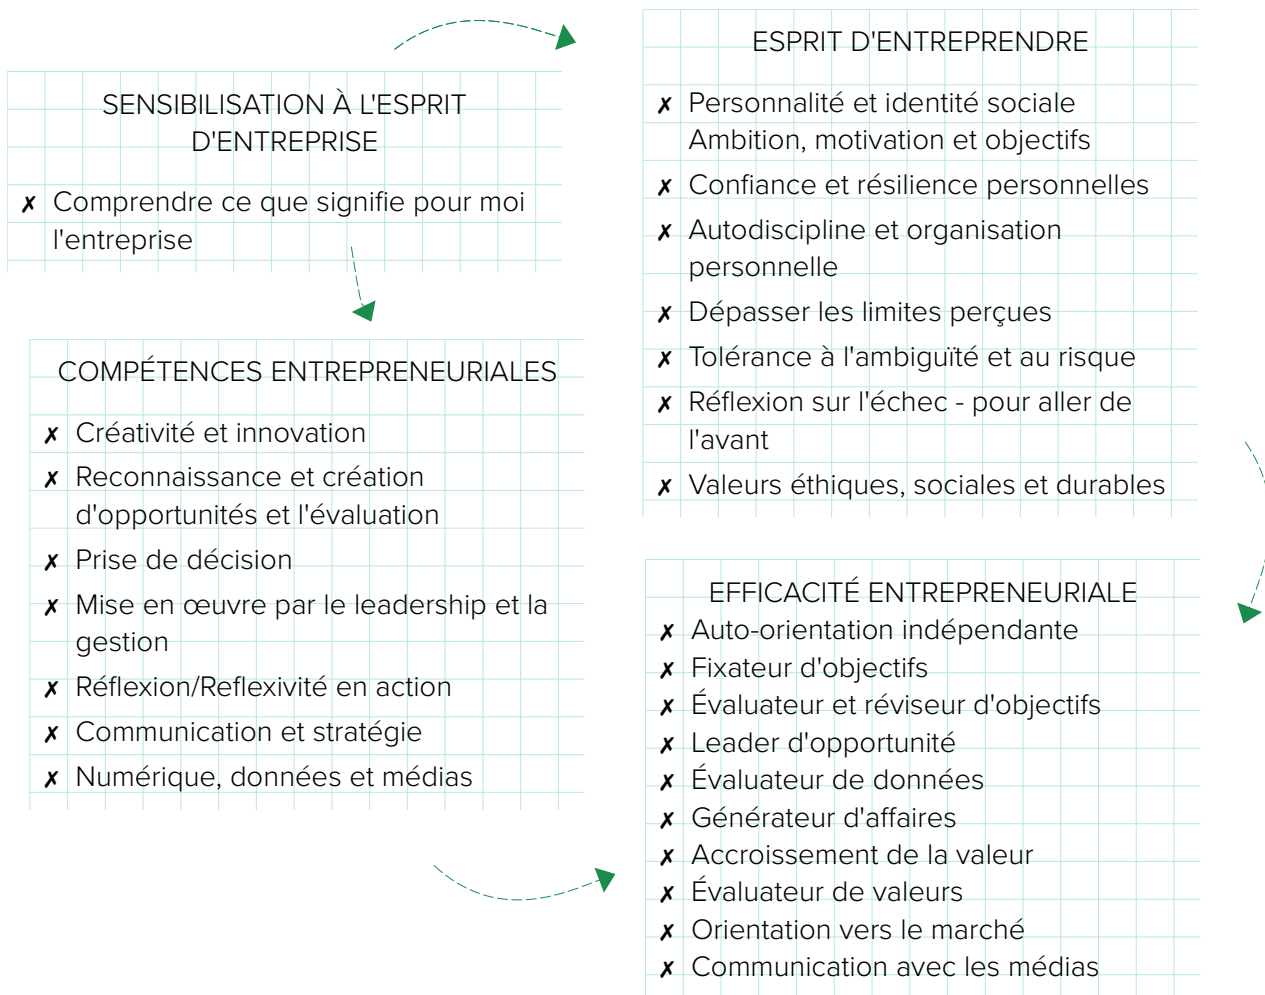 SENSIBILISATION À L'ESPRIT
D'ENTREPRISE
✗ Comprendre ce que signifie pour moi
l'entreprise
ESPRIT D'ENTREPRENDRE
✗ Personnalité et identité sociale
Ambition, motivation et objectifs
✗ Confiance et résilience personnelles
✗ Autodiscipline et organisation
personnelle
✗ Dépasser les limites perçues
✗ Tolérance à l'ambiguïté et au risque
✗ Réflexion sur l'échec - pour aller de
l'avant
✗ Valeurs éthiques, sociales et durables
COMPÉTENCES ENTREPRENEURIALES
✗ Créativité et innovation
✗ Reconnaissance et création
d'opportunités et l'évaluation
✗ Prise de décision
✗ Mise en œuvre par le leadership et la
gestion
✗ Réflexion/Reflexivité en action
✗ Communication et stratégie
✗ Numérique, données et médias
EFFICACITÉ ENTREPRENEURIALE
✗ Auto-orientation indépendante
✗ Fixateur d'objectifs
✗ Évaluateur et réviseur d'objectifs
✗ Leader d'opportunité
✗ Évaluateur de données
✗ Générateur d'affaires
✗ Accroissement de la valeur
✗ Évaluateur de valeurs
✗ Orientation vers le marché
✗ Communication avec les médias